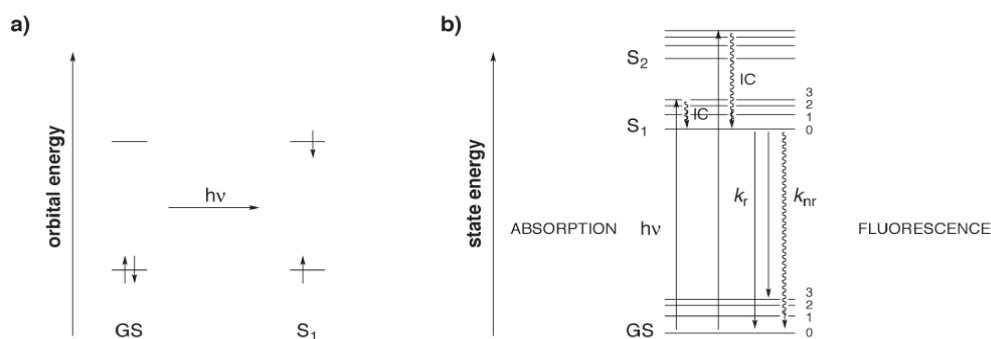 a)
orbital energy
hν
GS
S1
b)
state energy
S2
IC
3
2
1
0
IC
S1
kr
knr
ABSORPTION
hν
FLUORESCENCE
3
2
1
0
GS